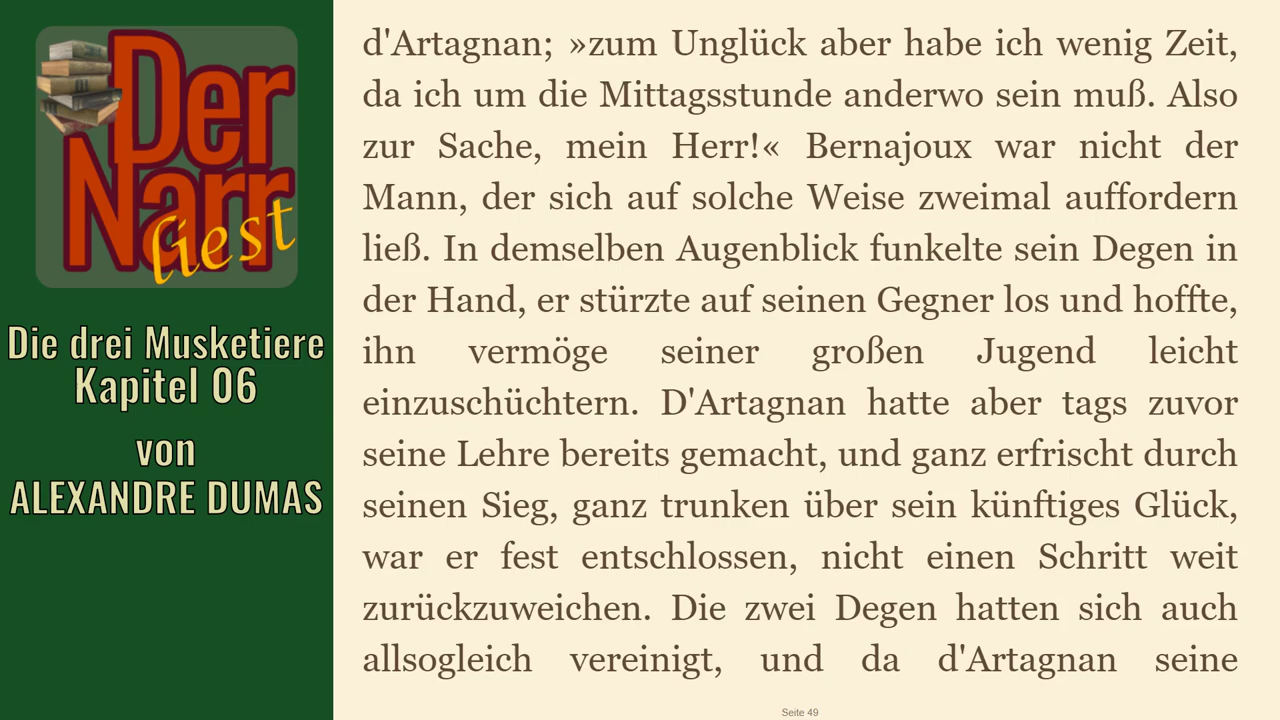 Der
Narr
liest
Die drei Musketiere
Kapitel 06
von
ALEXANDRE DUMAS
d'Artagnan; »zum Unglück aber habe ich wenig Zeit,
da ich um die Mittagsstunde anderwo sein muß. Also
zur Sache, mein Herr!« Bernajoux war nicht der
Mann, der sich auf solche Weise zweimal auffordern
ließ. In demselben Augenblick funkelte sein Degen in
der Hand, er stürzte auf seinen Gegner los und hoffte,
ihn vermöge seiner großen Jugend leicht
einzuschüchtern. D'Artagnan hatte aber tags zuvor
seine Lehre bereits gemacht, und ganz erfrischt durch
seinen Sieg, ganz trunken über sein künftiges Glück,
war er fest entschlossen, nicht einen Schritt weit
zurückzuweichen. Die zwei Degen hatten sich auch
allsogleich vereinigt, und da d'Artagnan seine
Seite 49